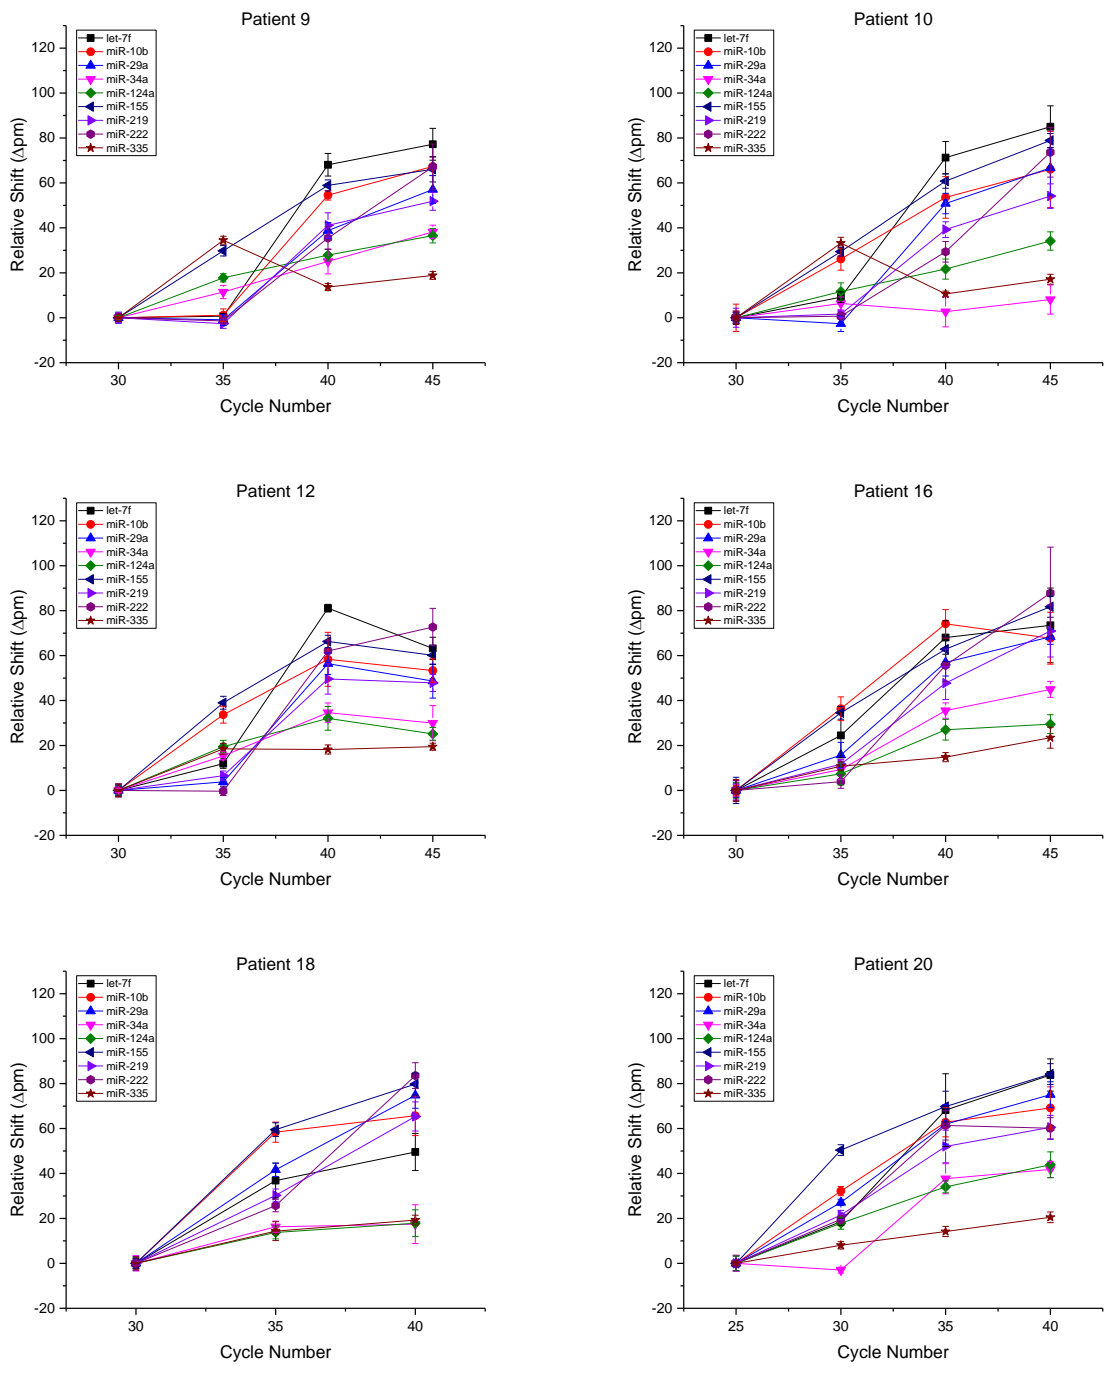 Patient 9
120
100
80
60
40
20
0
-20
let-7f
miR-10b
miR-29a
miR-34a
miR-124a
miR-155
miR-219
miR-222
miR-335
Relative Shift (Δpm)
30 35 40 45
Cycle Number
Patient 10
120
100
80
60
40
20
0
-20
let-7f
miR-10b
miR-29a
miR-34a
miR-124a
miR-155
miR-219
miR-222
miR-335
Relative Shift (Δpm)
30 35 40 45
Cycle Number
Patient 12
120
100
80
60
40
20
0
-20
let-7f
miR-10b
miR-29a
miR-34a
miR-124a
miR-155
miR-219
miR-222
miR-335
Relative Shift (Δpm)
30 35 40 45
Cycle Number
Patient 16
120
100
80
60
40
20
0
-20
let-7f
miR-10b
miR-29a
miR-34a
miR-124a
miR-155
miR-219
miR-222
miR-335
Relative Shift (Δpm)
30 35 40 45
Cycle Number
Patient 18
120
100
80
60
40
20
0
-20
let-7f
miR-10b
miR-29a
miR-34a
miR-124a
miR-155
miR-219
miR-222
miR-335
Relative Shift (Δpm)
30 35 40
Cycle Number
Patient 20
120
100
80
60
40
20
0
-20
let-7f
miR-10b
miR-29a
miR-34a
miR-124a
miR-155
miR-219
miR-222
miR-335
Relative Shift (Δpm)
25 30 35 40
Cycle Number